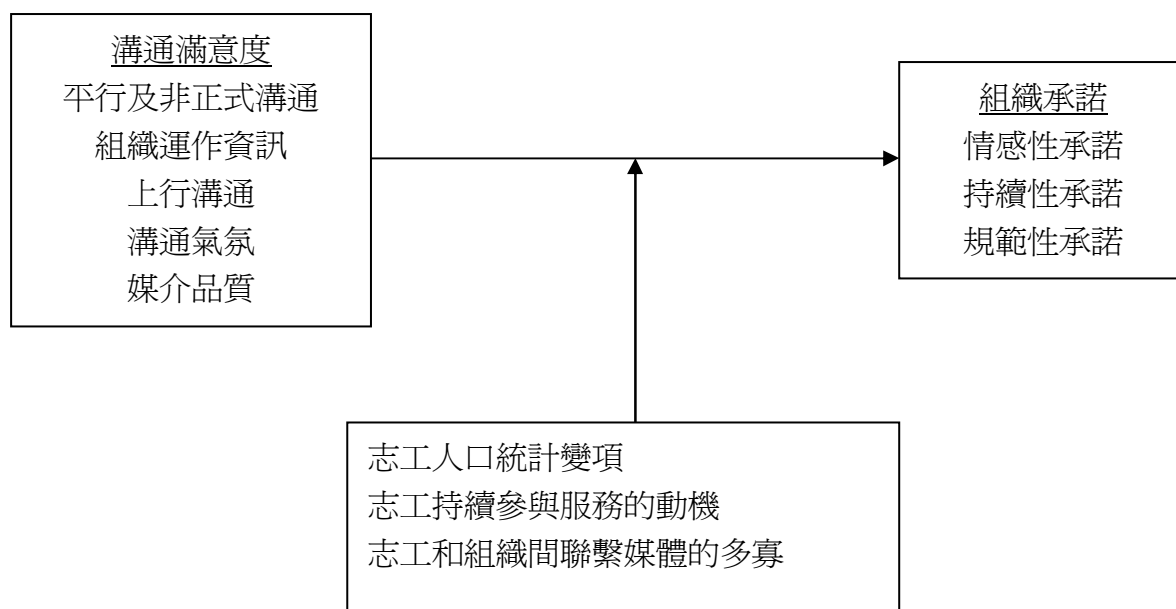 溝通滿意度
平行及非正式溝通
組織運作資訊
上行溝通
溝通氣氛
媒介品質
組織承諾
情感性承諾
持續性承諾
規範性承諾
志工人口統計變項
志工持續參與服務的動機
志工和組織間聯繫媒體的多寡